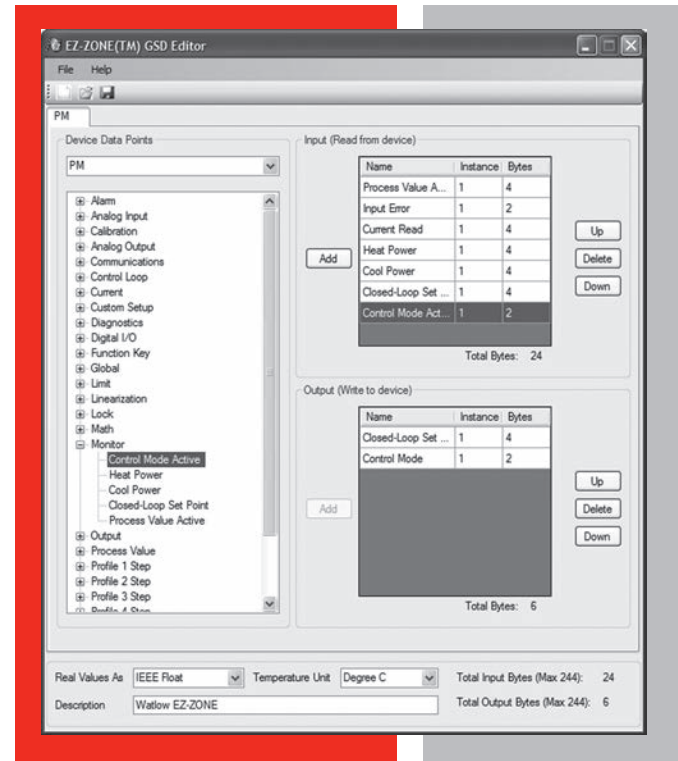 EZ-ZONE(TM) GSD Editor
File Help
PM
Device Data Points
PM
Alarm
Analog Input
Calibration
Analog Output
Communications
Control Loop
Current
Custom Setup
Diagnostics
Digital I/O
Function Key
Global
Limit
Linearization
Lock
Math
Monitor
Control Mode Active
Heat Power
Cool Power
Closed-Loop Set Point
Process Value Active
Output
Process Value
Profile 1 Step
Profile 2 Step
Profile 3 Step
Profile 4 Step
Input (Read from device)
Name Instance Bytes
Process Value A... 1 4
Input Error 1 2
Current Read 1 4
Heat Power 1 4
Cool Power 1 4
Closed-Loop Set ... 1 4
Control Mode Act... 1 2
Add
Up
Delete
Down
Total Bytes: 24
Output (Write to device)
Name Instance Bytes
Closed-Loop Set ... 1 4
Control Mode 1 2
Add
Up
Delete
Down
Total Bytes: 6
Real Values As IEEE Float Temperature Unit Degree C Total Input Bytes (Max 244): 24
Description Watlow EZ-ZONE Total Output Bytes (Max 244): 6